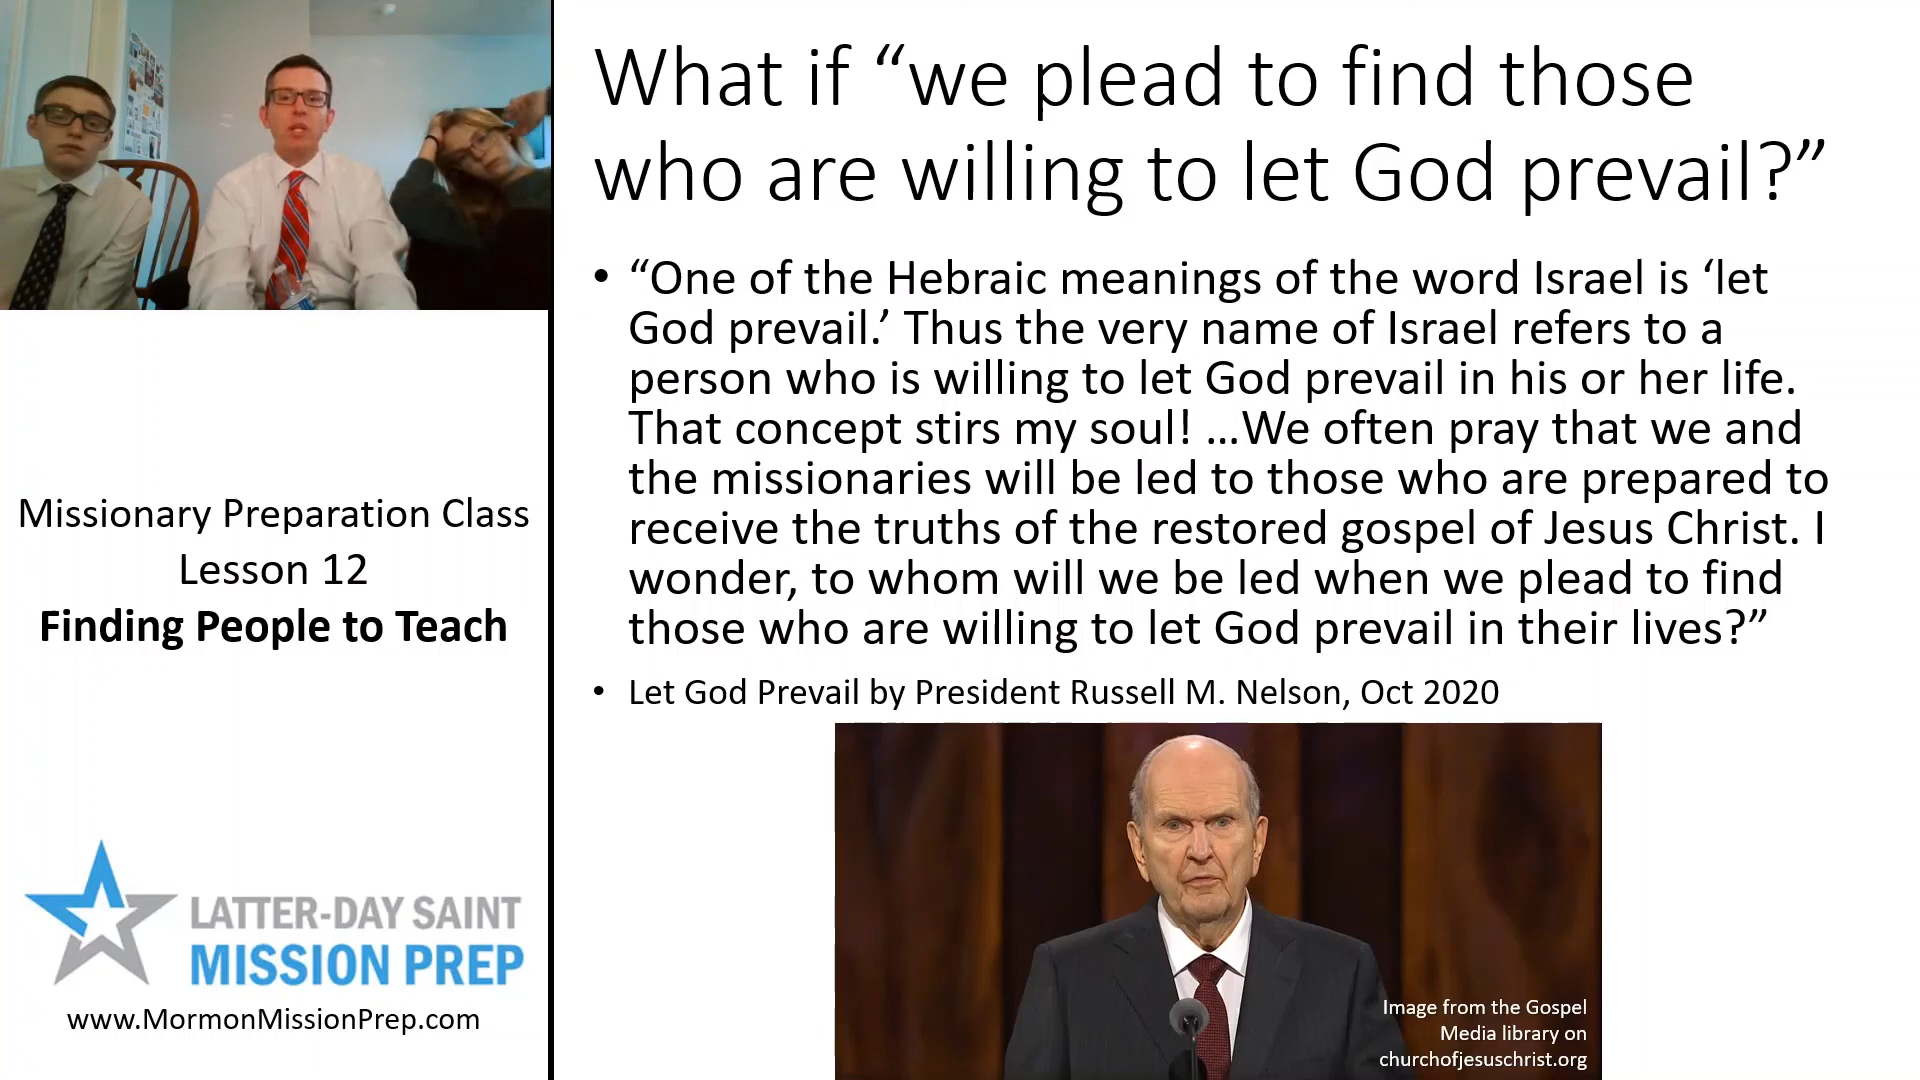 What if “we plead to find those
who are willing to let God prevail?”
• “One of the Hebraic meanings of the word Israel is ‘let
God prevail.’ Thus the very name of Israel refers to a
person who is willing to let God prevail in his or her life.
That concept stirs my soul! …We often pray that we and
the missionaries will be led to those who are prepared to
receive the truths of the restored gospel of Jesus Christ. I
wonder, to whom will we be led when we plead to find
those who are willing to let God prevail in their lives?”
• Let God Prevail by President Russell M. Nelson, Oct 2020
Missionary Preparation Class
Lesson 12
Finding People to Teach
LATTER-DAY SAINT
MISSION PREP
www.MormonMissionPrep.com
Image from the Gospel
Media library on
churchofjesuschrist.org